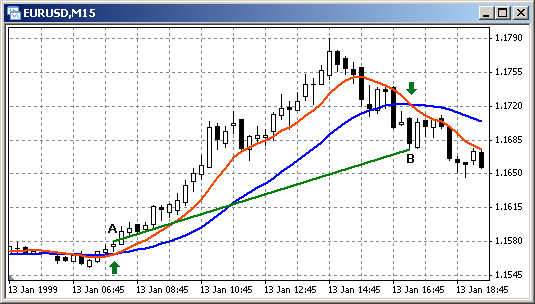 EURUSD,M15
1.1790
1.1755
1.1720
1.1685
1.1650
1.1615
1.1580
1.1545
A
B
13 Jan 1999
13 Jan 06:45
13 Jan 08:45
13 Jan 10:45
13 Jan 12:45
13 Jan 14:45
13 Jan 16:45
13 Jan 18:45